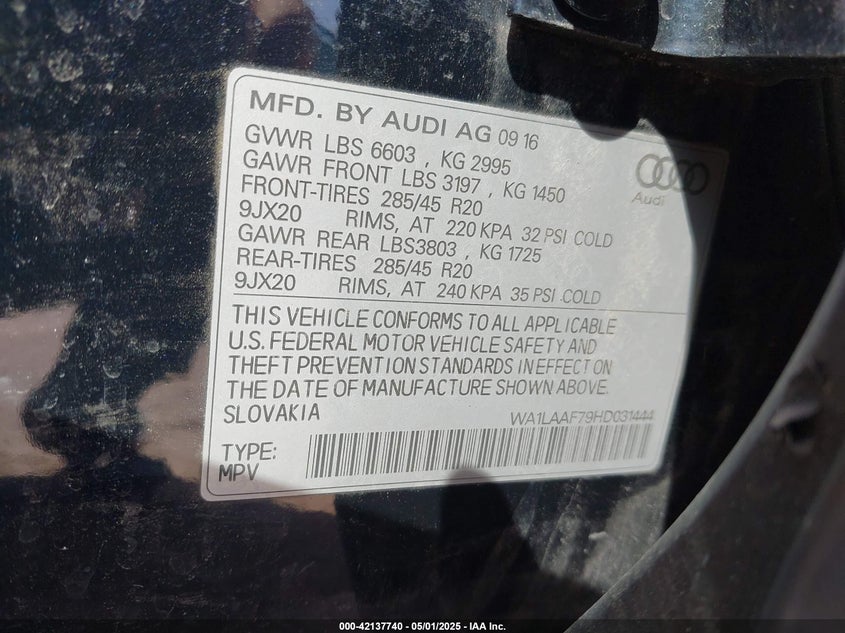 MFD. BY AUDI AG 09 16
GVWR LBS 6603 , KG 2995
GAWR FRONT LBS 3197 , KG 1450
FRONT-TIRES 285/45 R20
9JX20 RIMS, AT 220 KPA 32 PSI COLD
GAWR REAR LBS3803 , KG 1725
REAR-TIRES 285/45 R20
9JX20 RIMS, AT 240 KPA 35 PSI COLD
Audi
THIS VEHICLE CONFORMS TO ALL APPLICABLE
U.S. FEDERAL MOTOR VEHICLE SAFETY AND
THEFT PREVENTION STANDARDS IN EFFECT ON
THE DATE OF MANUFACTURE SHOWN ABOVE.
SLOVAKIA WA1LAAF79HD031444
TYPE:
MPV
000-42137740 - 05/01/2025 - IAA Inc.